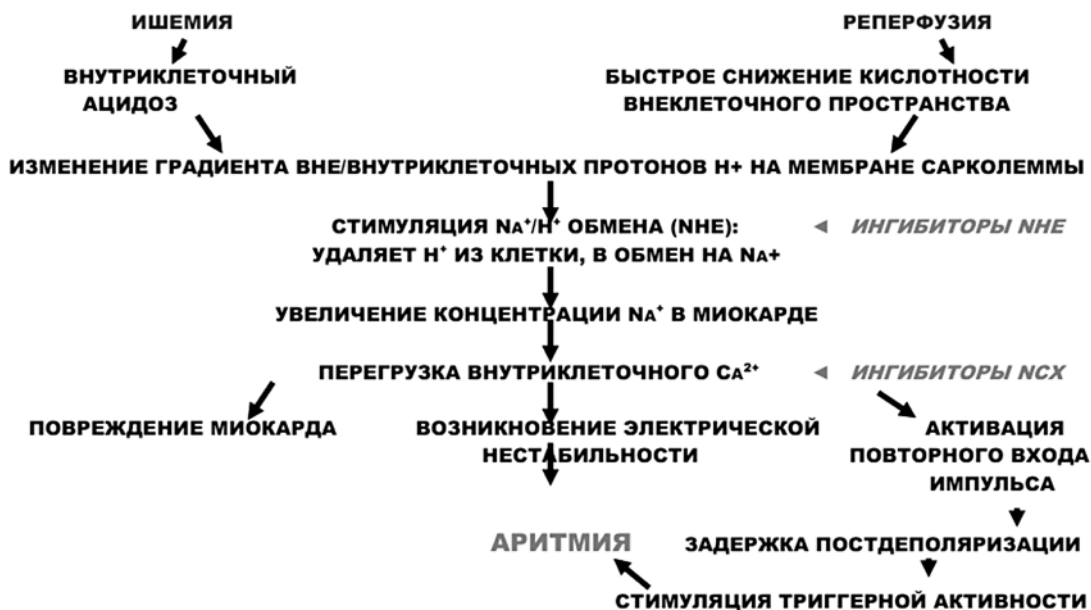 ИШЕМИЯ
РЕПЕРФУЗИЯ
ВНУТРИКЛЕТОЧНЫЙ
АЦИДОЗ
БЫСТРОЕ СНИЖЕНИЕ КИСЛОТНОСТИ
ВНЕКЛЕТОЧНОГО ПРОСТРАНСТВА
ИЗМЕНЕНИЕ ГРАДИЕНТА ВНЕ/ВНУТРИКЛЕТОЧНЫХ ПРОТОНОВ Н+ НА МЕМБРАНЕ САРКОЛЕММЫ
СТИМУЛЯЦИЯ NA⁺/H⁺ ОБМЕНА (NHE):
УДАЛЯЕТ H⁺ ИЗ КЛЕТКИ, В ОБМЕН НА NA+
ИНГИБИТОРЫ NHE
УВЕЛИЧЕНИЕ КОНЦЕНТРАЦИИ NA⁺ В МИОКАРДЕ
ПЕРЕГРУЗКА ВНУТРИКЛЕТОЧНОГО CA²⁺
ИНГИБИТОРЫ NCX
ПОВРЕЖДЕНИЕ МИОКАРДА
ВОЗНИКНОВЕНИЕ ЭЛЕКТРИЧЕСКОЙ
НЕСТАБИЛЬНОСТИ
АКТИВАЦИЯ
ПОВТОРНОГО ВХОДА
ИМПУЛЬСА
АРИТМИЯ
ЗАДЕРЖКА ПОСТДЕПОЛЯРИЗАЦИИ
СТИМУЛЯЦИЯ ТРИГГЕРНОЙ АКТИВНОСТИ